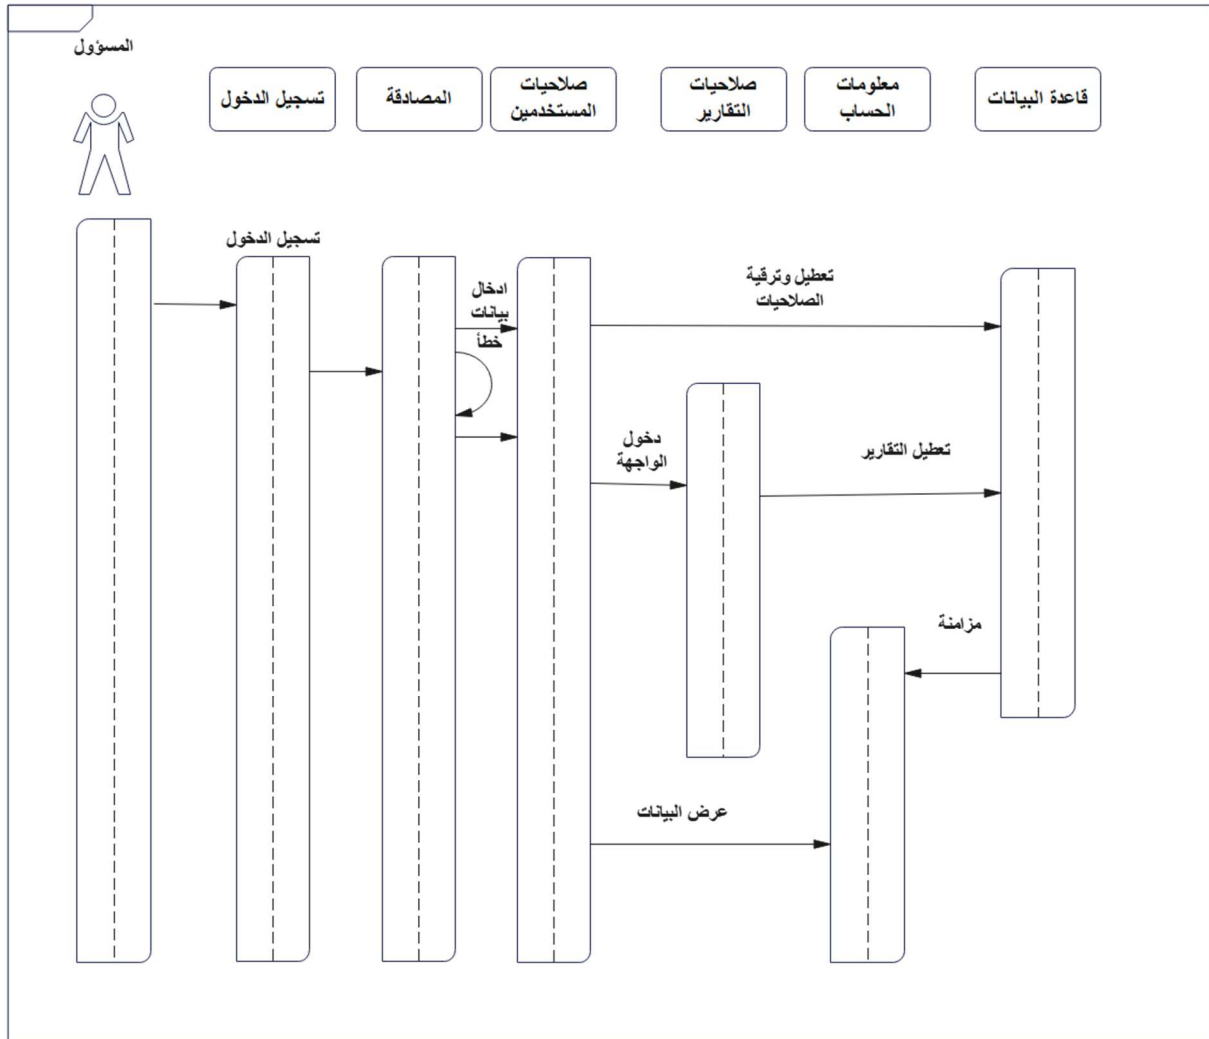 المسؤول
تسجيل الدخول
المصادقة
صلاحيات
المستخدمين
صلاحيات
التقارير
معلومات
الحساب
قاعدة البيانات
تسجيل الدخول
ادخال
بيانات
خطأ
تعطيل وترقية
الصلاحيات
دخول
الواجهة
تعطيل التقارير
مزامنة
عرض البيانات